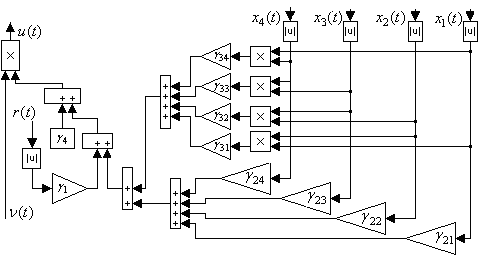 x4(t) x3(t) x2(t) x1(t)
u(t)
|u| |u| |u| |u|
×
γ34 ×
γ33 ×
γ32 ×
γ31 ×
+ + + +
+ +
r(t)
γ4
+ +
|u|
γ1
+ +
+ + + +
γ24
γ23
γ22
γ21
v(t)